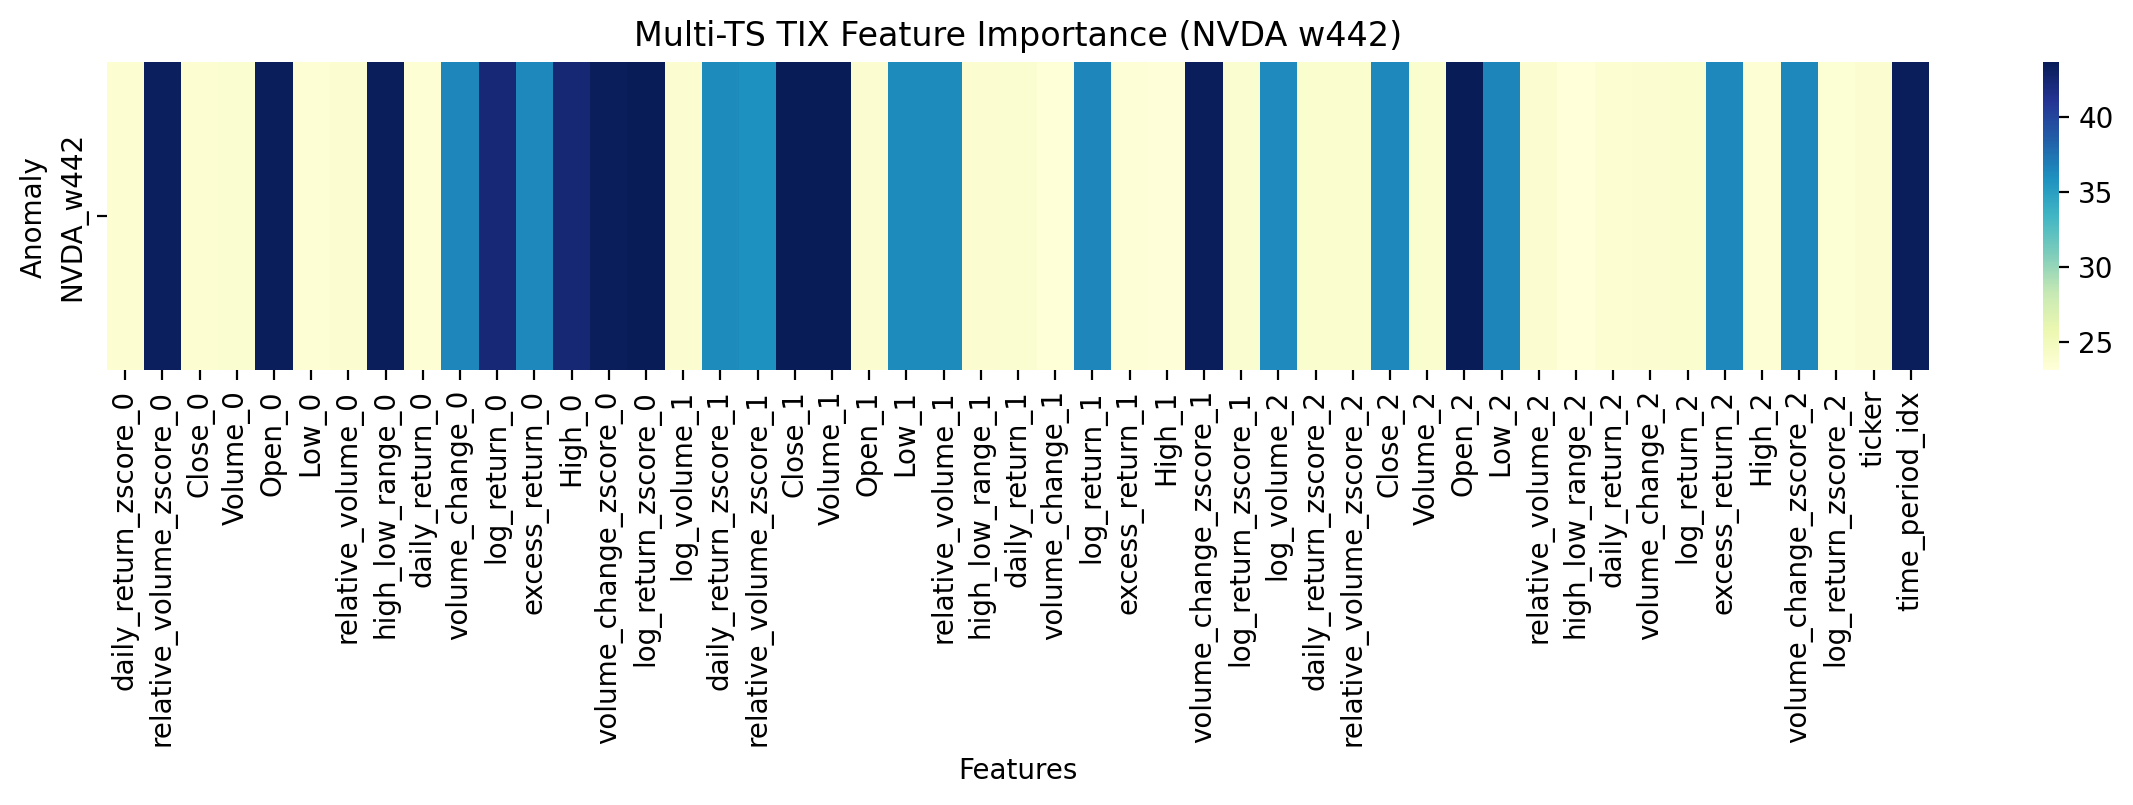 Multi-TS TIX Feature Importance (NVDA w442)
Anomaly
NVDA_w442
40
35
30
25
daily_return_zscore_0
relative_volume_zscore_0
Close_0
Volume_0
Open_0
Low_0
relative_volume_0
high_low_range_0
daily_return_0
volume_change_0
log_return_0
excess_return_0
High_0
volume_change_zscore_0
log_return_zscore_0
log_volume_1
daily_return_zscore_1
relative_volume_zscore_1
Close_1
Volume_1
Open_1
Low_1
relative_volume_1
high_low_range_1
daily_return_1
volume_change_1
log_return_1
excess_return_1
High_1
volume_change_zscore_1
log_return_zscore_1
log_volume_2
daily_return_zscore_2
relative_volume_zscore_2
Close_2
Volume_2
Open_2
Low_2
relative_volume_2
high_low_range_2
daily_return_2
volume_change_2
log_return_2
excess_return_2
High_2
volume_change_zscore_2
log_return_zscore_2
ticker
time_period_idx
Features